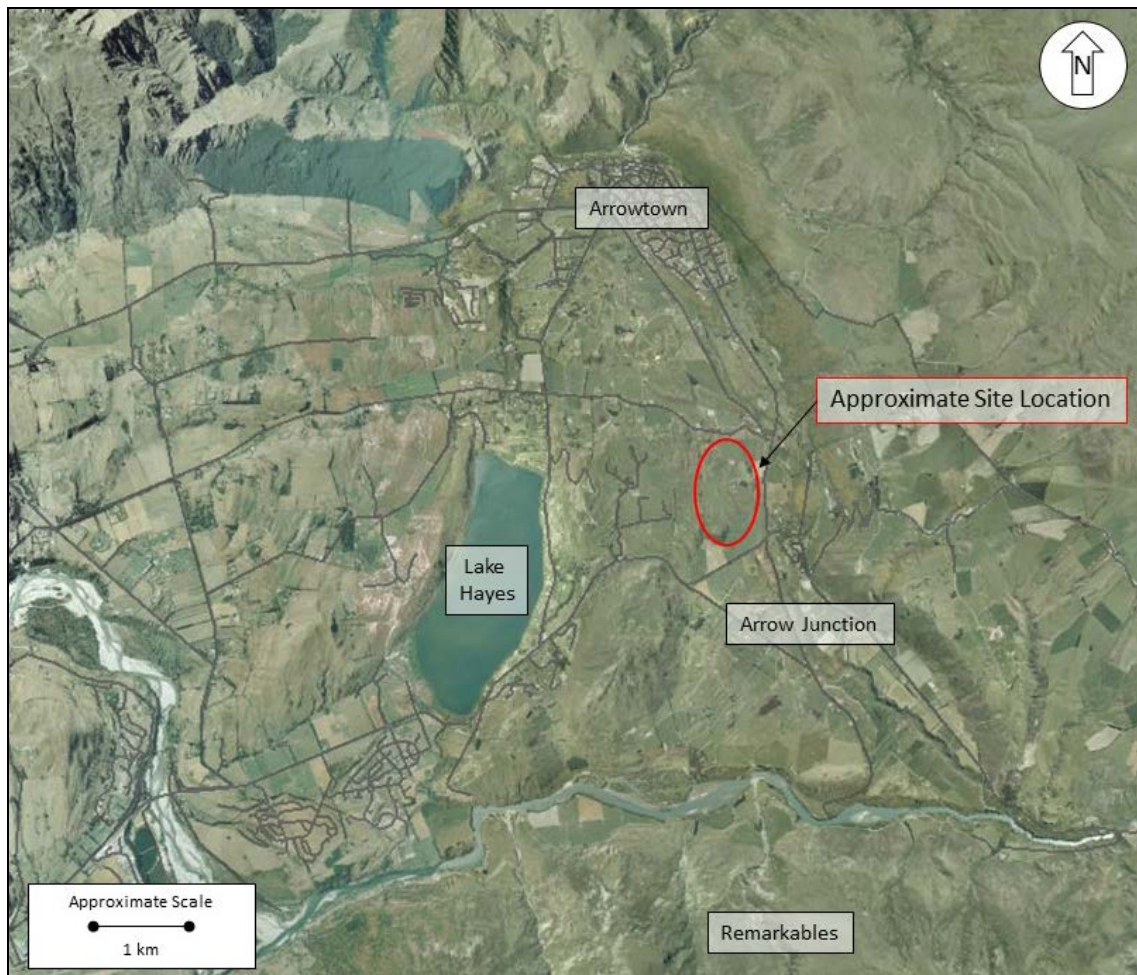 N
Arrowtown
Approximate Site Location
Lake
Hayes
Arrow Junction
Approximate Scale
1 km
Remarkables